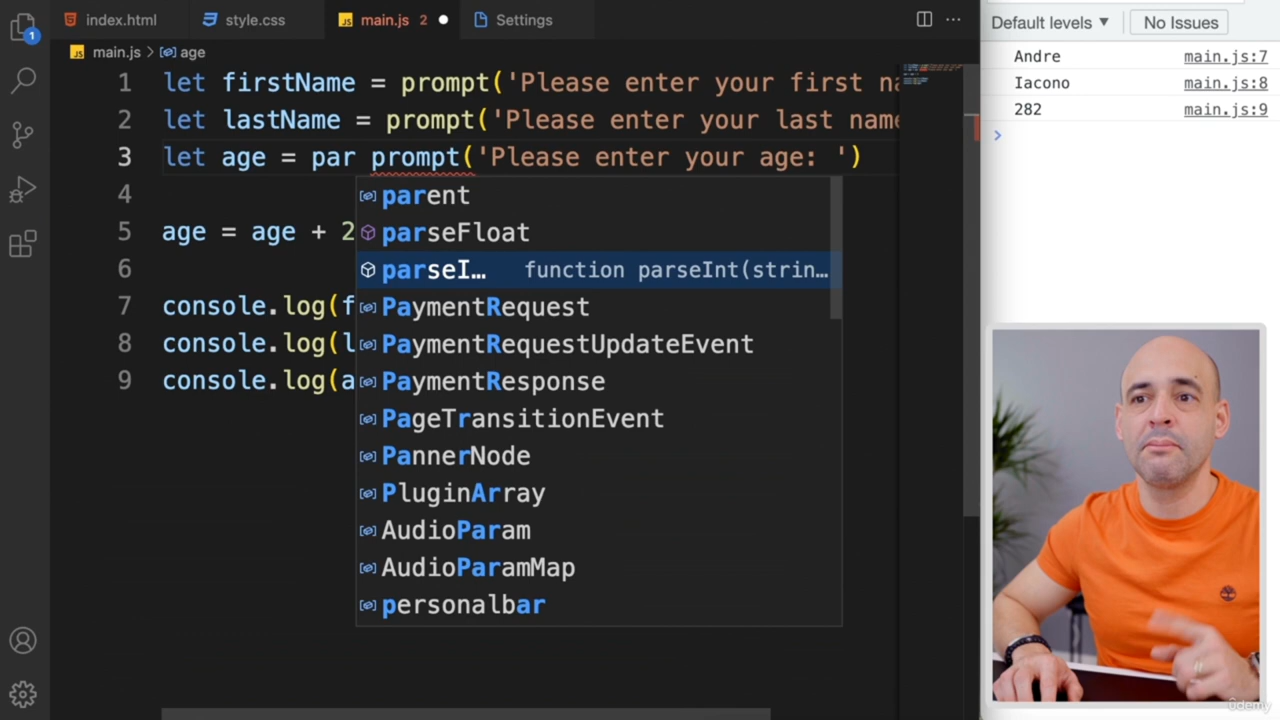 index.html
style.css
main.js 2
Settings
main.js > age
1 let firstName = prompt('Please enter your first na
2 let lastName = prompt('Please enter your last name
3 let age = par prompt('Please enter your age: ')
4
5 age = age + 2
6
7 console.log(f
8 console.log(l
9 console.log(a
parent
parseFloat
parseI… function parseInt(strin…
PaymentRequest
PaymentRequestUpdateEvent
PaymentResponse
PageTransitionEvent
PannerNode
PluginArray
AudioParam
AudioParamMap
personalbar
1
Default levels ▼ No Issues
Andre main.js:7
Iacono main.js:8
282 main.js:9
>
ûdemy